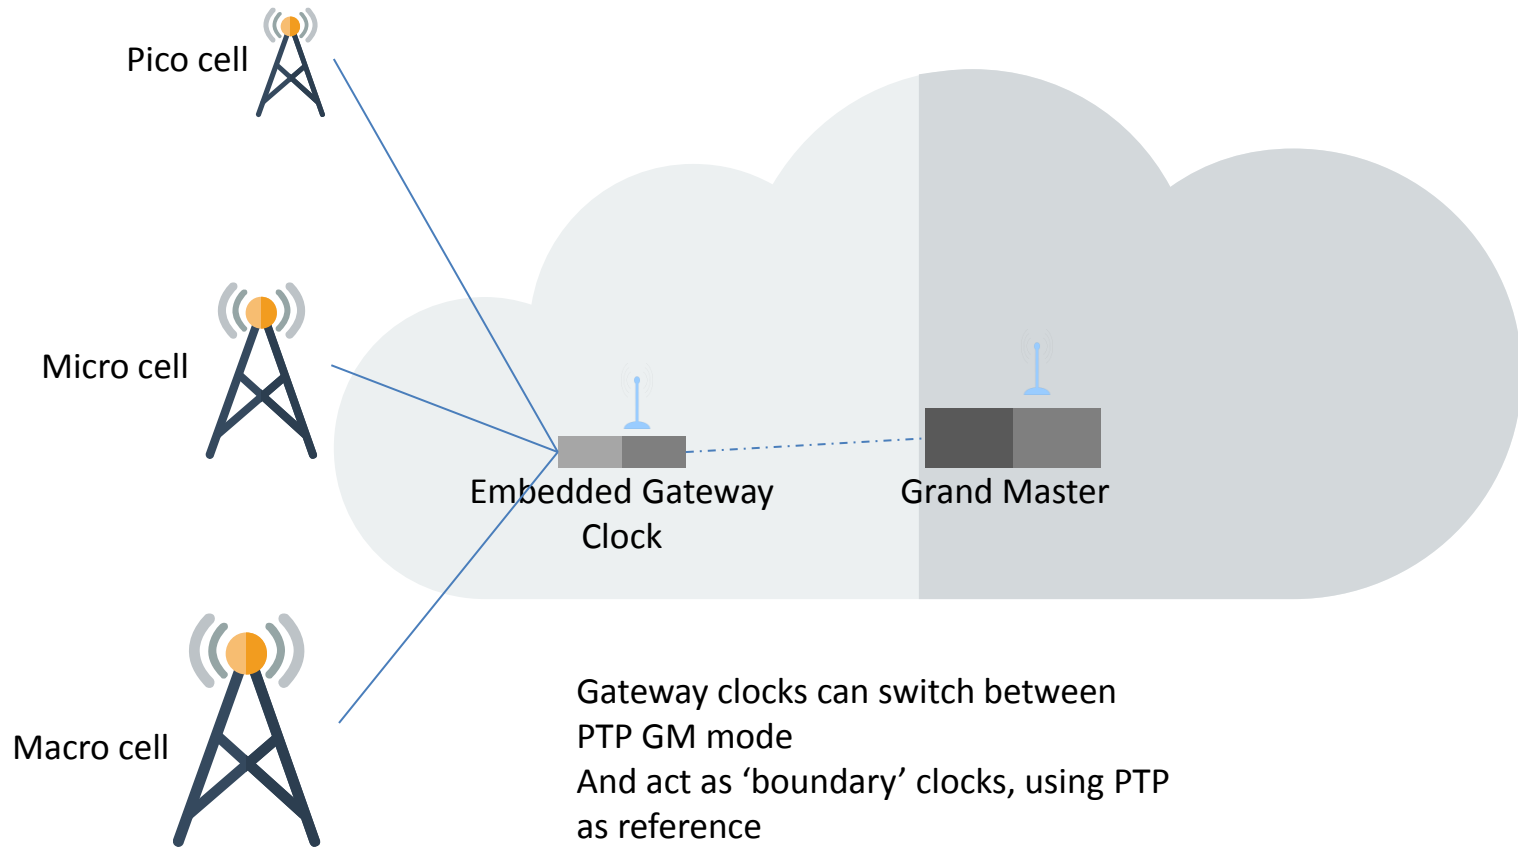 Pico cell
Micro cell
Embedded Gateway
Clock
Grand Master
Macro cell
Gateway clocks can switch between
PTP GM mode
And act as ‘boundary’ clocks, using PTP
as reference